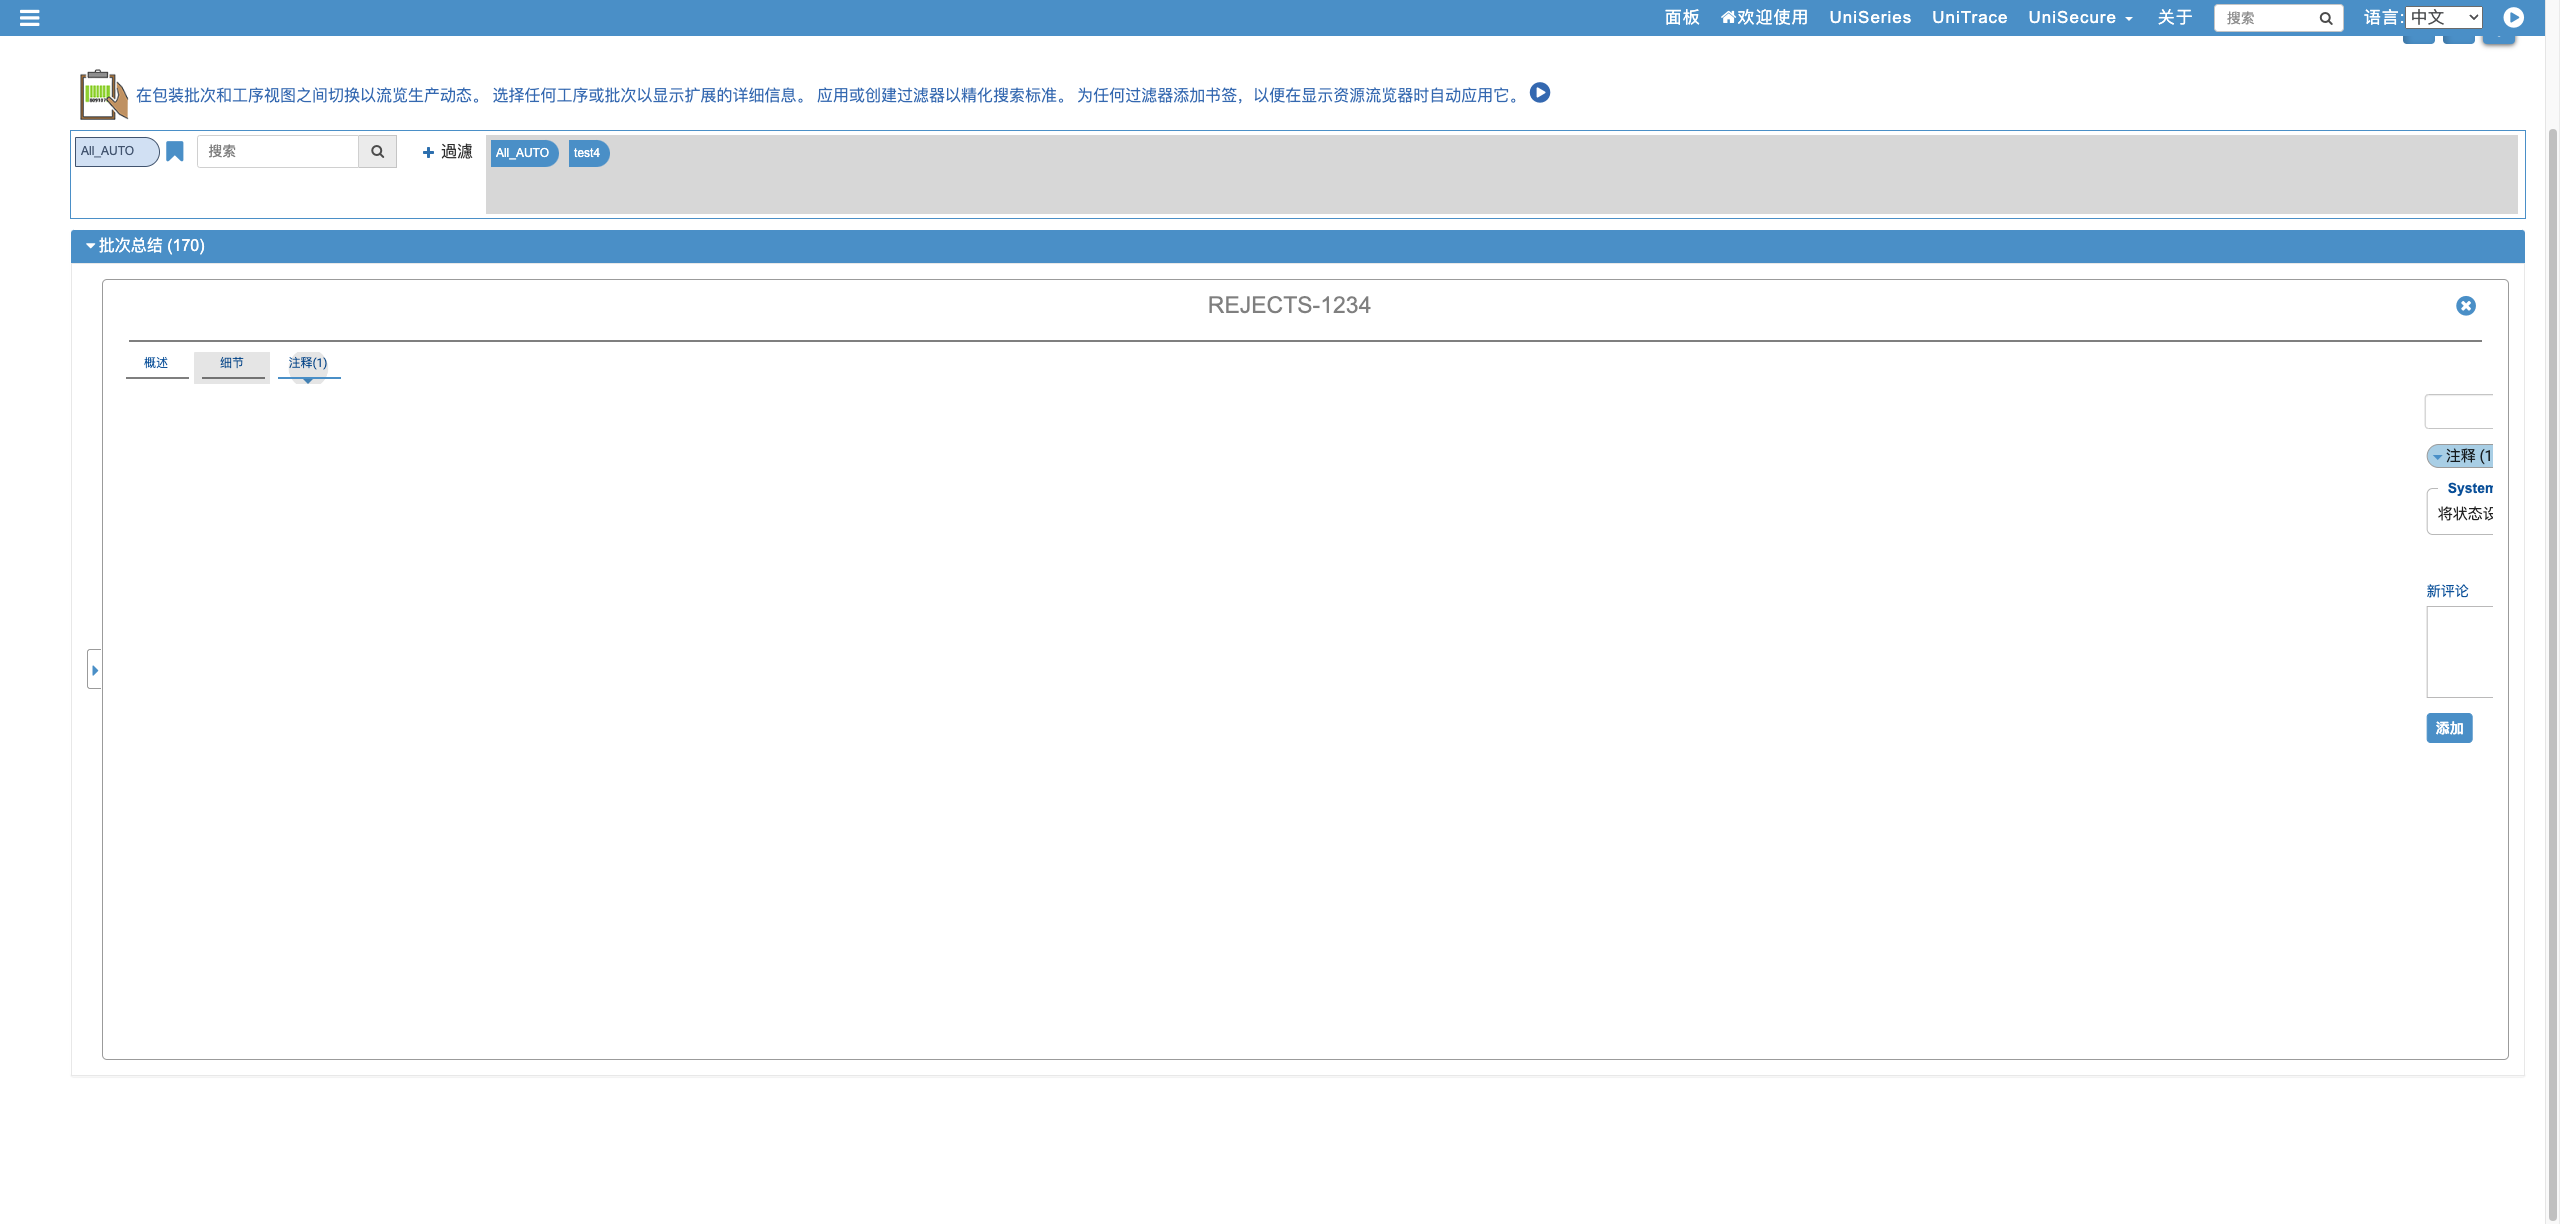 面板 欢迎使用 UniSeries UniTrace UniSecure 关于 搜索 语言: 中文
在包装批次和工序视图之间切换以流览生产动态。 选择任何工序或批次以显示扩展的详细信息。 应用或创建过滤器以精化搜索标准。 为任何过滤器添加书签，以便在显示资源流览器时自动应用它。
All_AUTO 搜索 + 過濾 All_AUTO test4
批次总结 (170)
REJECTS-1234
概述 细节 注释(1)
注释 (1
System
将状态设
新评论
添加